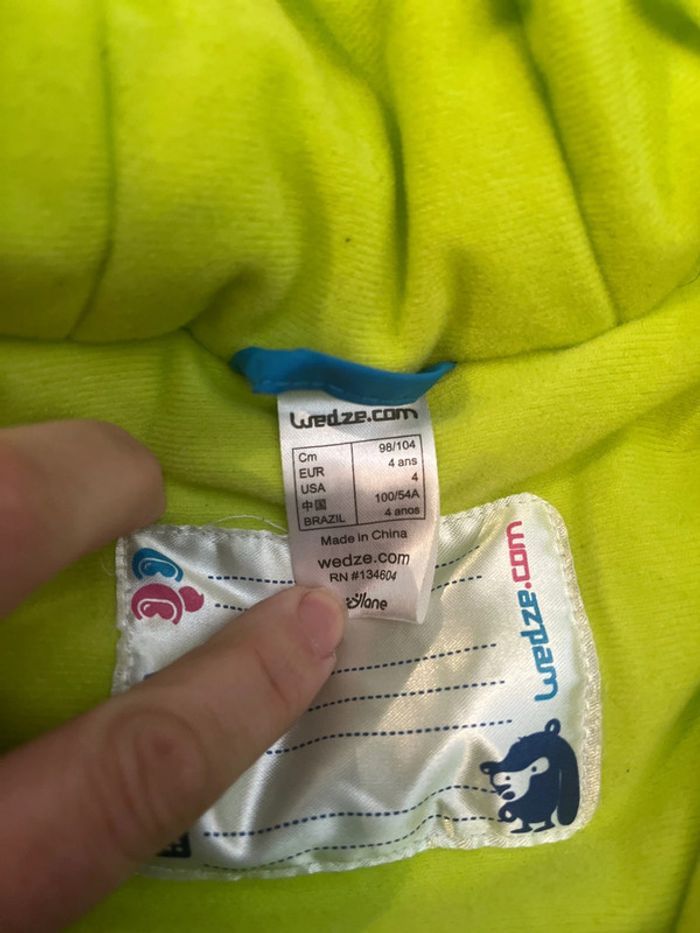 wedze.com
Cm 98/104
EUR 4 ans
USA 4
中国 100/54A
BRAZIL 4 anos
Made in China
wedze.com
RN #134604
wedze.com